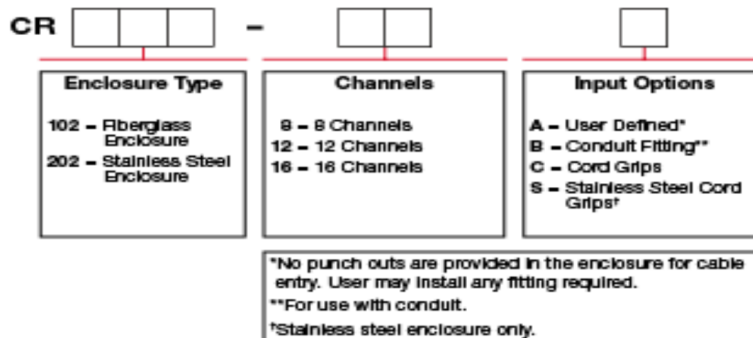 CR -
Enclosure Type Channels Input Options
102 – Fiberglass
Enclosure
202 – Stainless Steel
Enclosure
8 – 8 Channels
12 – 12 Channels
16 – 16 Channels
A – User Defined*
B – Conduit Fitting**
C – Cord Grips
S – Stainless Steel Cord
Grips†
*No punch outs are provided in the enclosure for cable
entry. User may install any fitting required.
**For use with conduit.
†Stainless steel enclosure only.